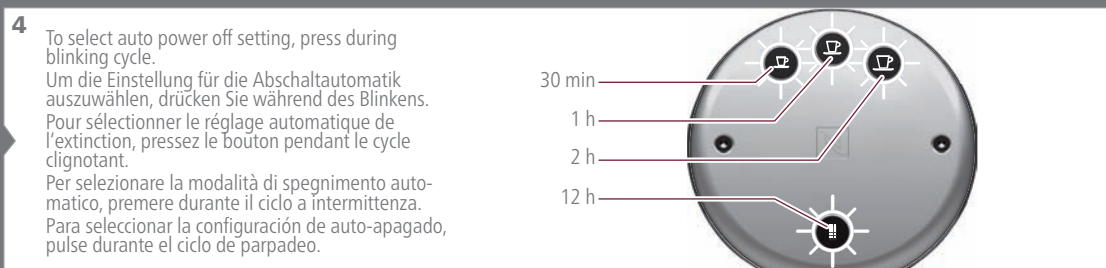 4
To select auto power off setting, press during
blinking cycle.
Um die Einstellung für die Abschaltautomatik
auszuwählen, drücken Sie während des Blinkens.
Pour sélectionner le réglage automatique de
l'extinction, pressez le bouton pendant le cycle
clignotant.
Per selezionare la modalità di spegnimento auto-
matico, premere durante il ciclo a intermittenza.
Para seleccionar la configuración de auto-apagado,
pulse durante el ciclo de parpadeo.
30 min
1 h
2 h
12 h